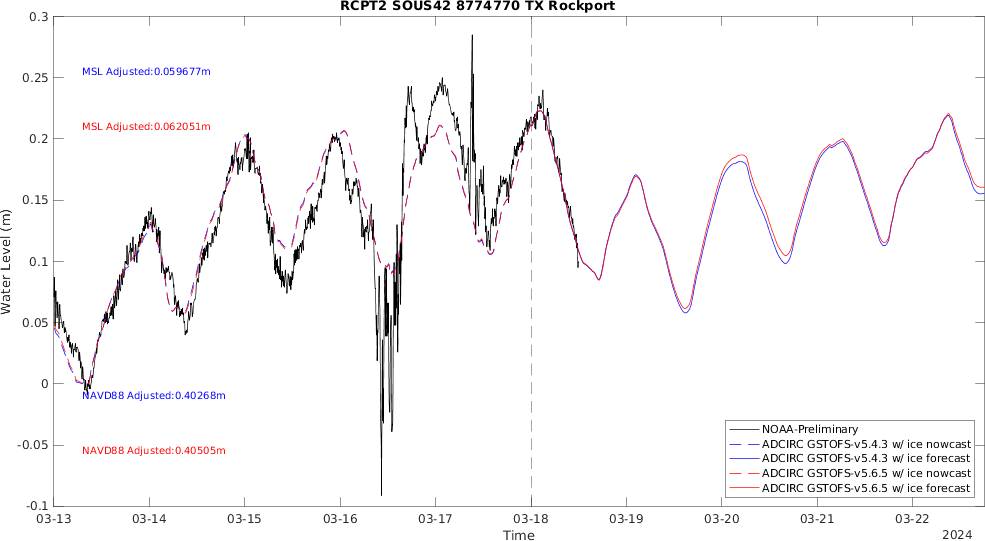 RCPT2 SOUS42 8774770 TX Rockport
0.3
0.25
0.2
0.15
0.1
0.05
0
-0.05
-0.1
Water Level (m)
MSL Adjusted:0.059677m
MSL Adjusted:0.062051m
NAVD88 Adjusted:0.40268m
NAVD88 Adjusted:0.40505m
NOAA-Preliminary
ADCIRC GSTOFS-v5.4.3 w/ ice nowcast
ADCIRC GSTOFS-v5.4.3 w/ ice forecast
ADCIRC GSTOFS-v5.6.5 w/ ice nowcast
ADCIRC GSTOFS-v5.6.5 w/ ice forecast
03-13 03-14 03-15 03-16 03-17 03-18 03-19 03-20 03-21 03-22
Time
2024